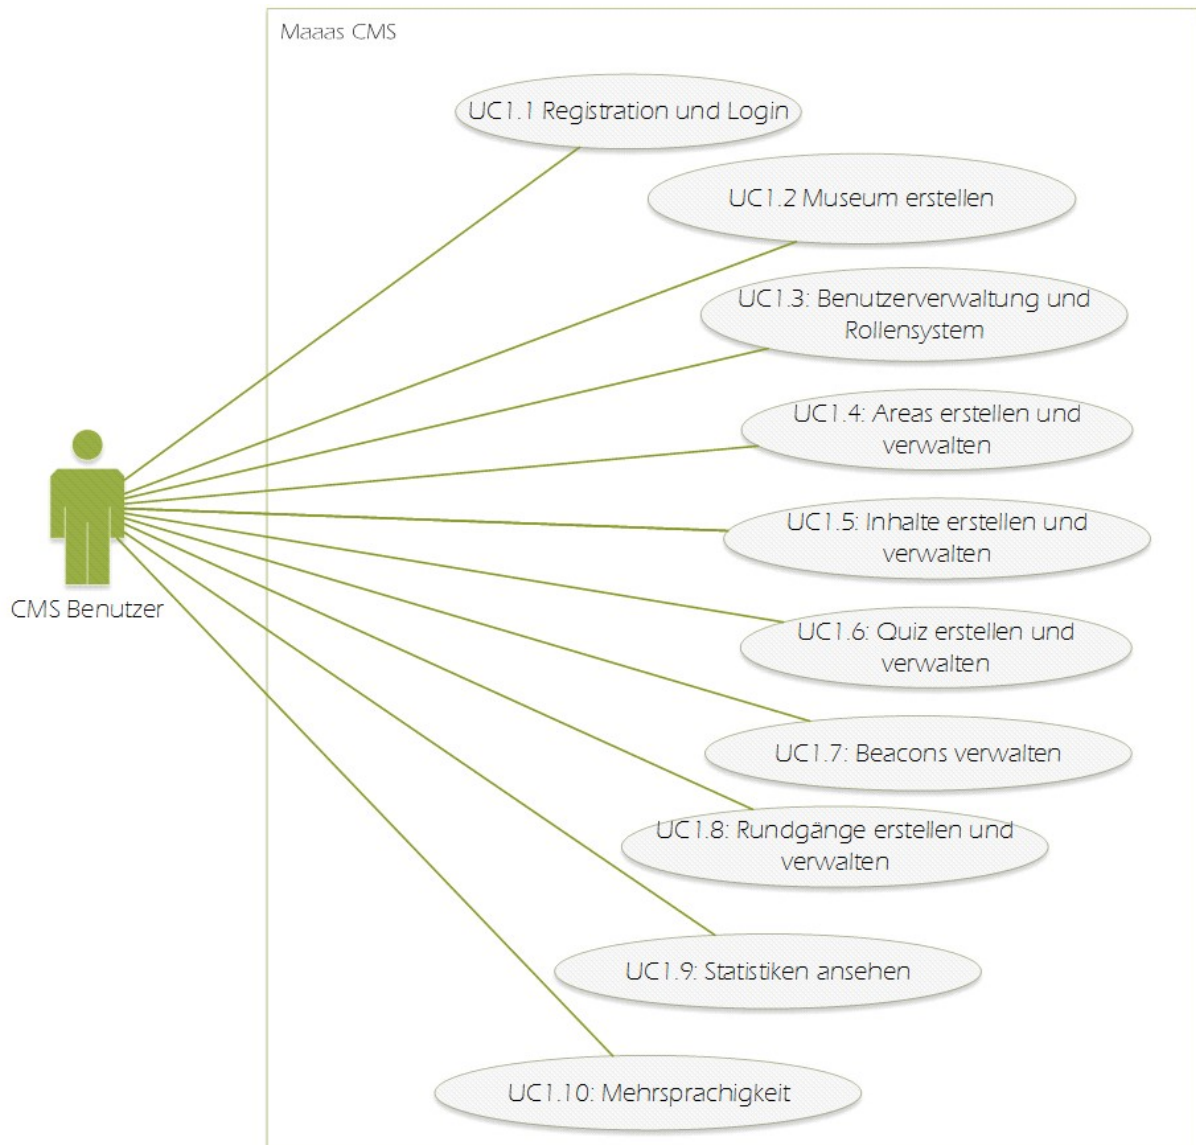 Maaas CMS
UC1.1 Registration und Login
UC1.2 Museum erstellen
UC1.3: Benutzerverwaltung und
Rollensystem
UC1.4: Areas erstellen und
verwalten
UC1.5: Inhalte erstellen und
verwalten
CMS Benutzer
UC1.6: Quiz erstellen und
verwalten
UC1.7: Beacons verwalten
UC1.8: Rundgänge erstellen und
verwalten
UC1.9: Statistiken ansehen
UC1.10: Mehrsprachigkeit